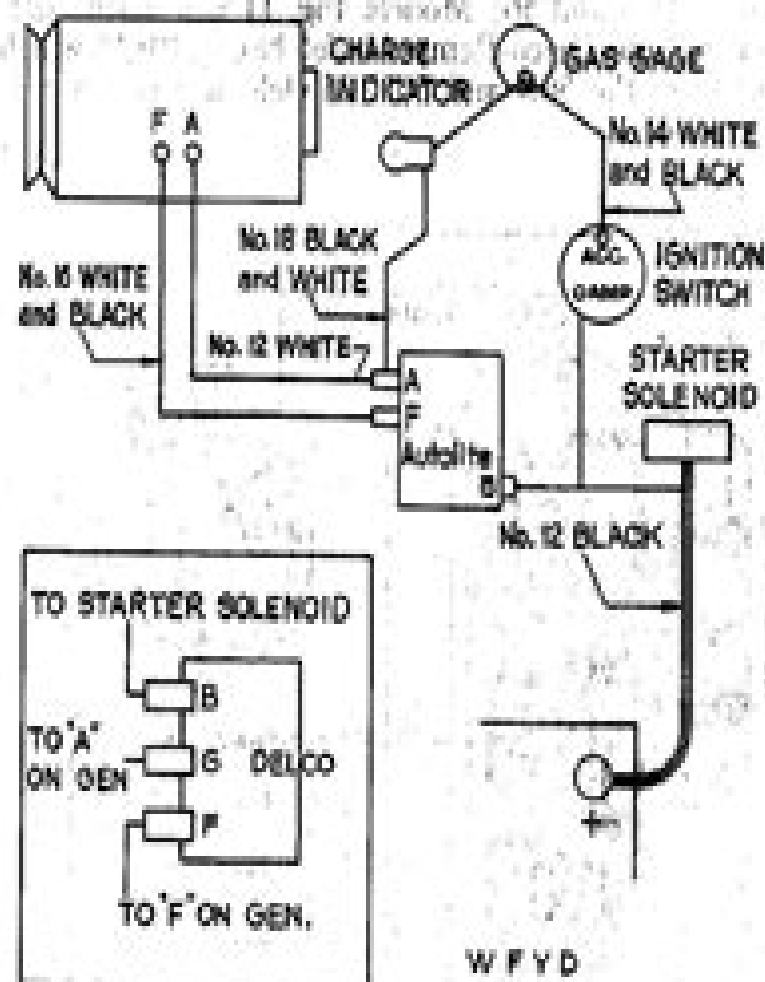 CHARGE
INDICATOR
GAS GAGE
F A
No. 14 WHITE
and BLACK
No. 18 BLACK
and WHITE
No. 16 WHITE
and BLACK
ACC.
IGNITION
SWITCH
No. 12 WHITE
STARTER
SOLENOID
A
F
Autolite
B
No. 12 BLACK
TO STARTER SOLENOID
B
TO "A"
ON GEN
G DELCO
F
TO "F" ON GEN.
+
W F Y D